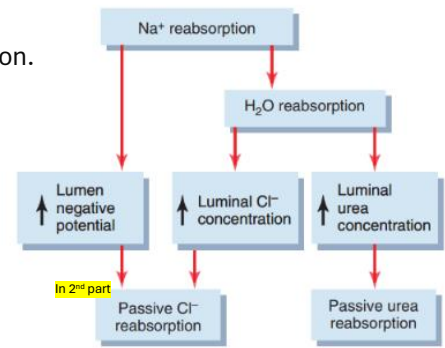 Na⁺ reabsorption
on.
H₂O reabsorption
Lumen
negative
potential
Luminal Cl⁻
concentration
Luminal
urea
concentration
In 2ⁿᵈ part
Passive Cl⁻
reabsorption
Passive urea
reabsorption